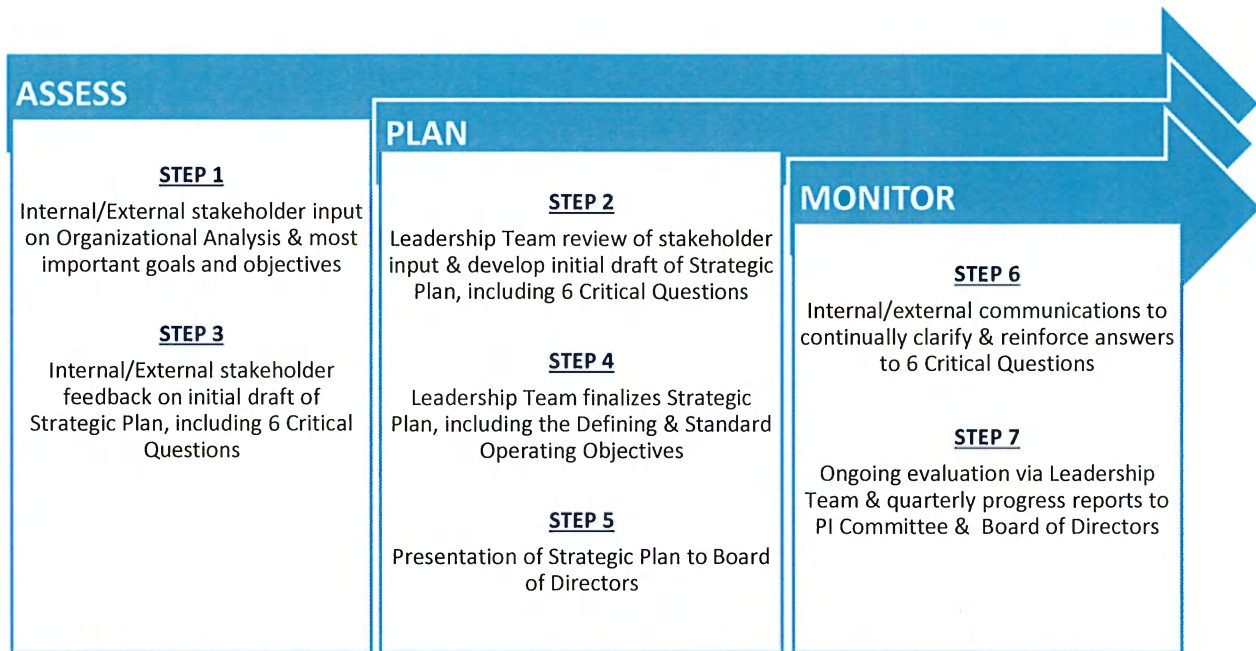 ASSESS
STEP 1
Internal/External stakeholder input
on Organizational Analysis & most
important goals and objectives
STEP 3
Internal/External stakeholder
feedback on initial draft of
Strategic Plan, including 6 Critical
Questions
PLAN
STEP 2
Leadership Team review of stakeholder
input & develop initial draft of Strategic
Plan, including 6 Critical Questions
STEP 4
Leadership Team finalizes Strategic
Plan, including the Defining & Standard
Operating Objectives
STEP 5
Presentation of Strategic Plan to Board
of Directors
MONITOR
STEP 6
Internal/external communications to
continually clarify & reinforce answers
to 6 Critical Questions
STEP 7
Ongoing evaluation via Leadership
Team & quarterly progress reports to
PI Committee & Board of Directors